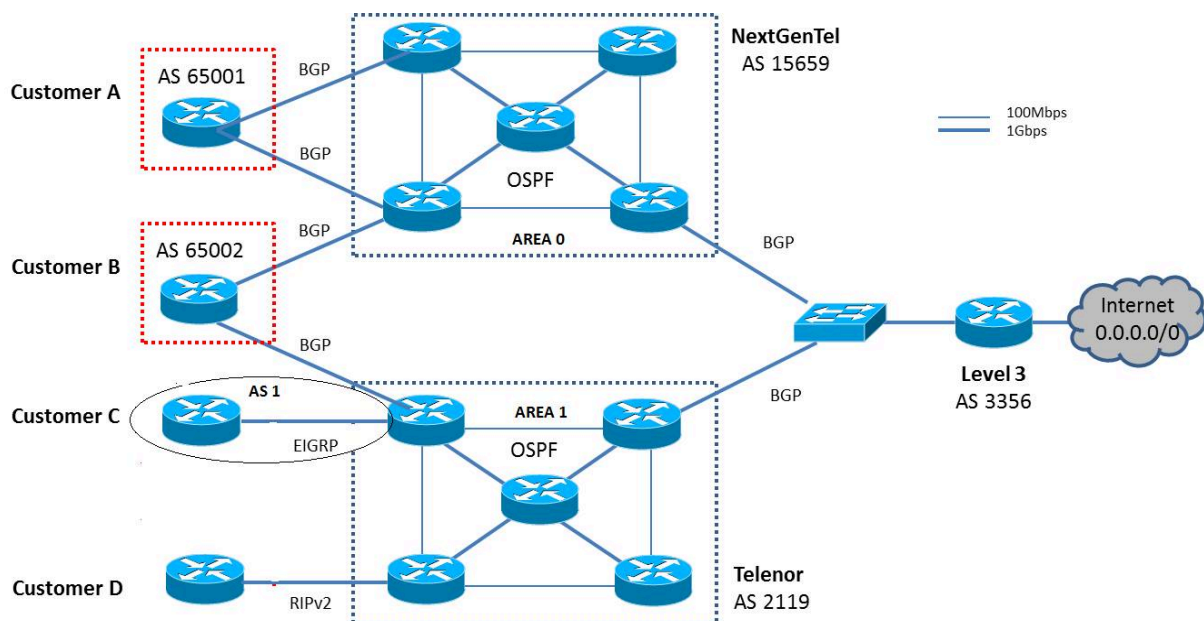 NextGenTel
AS 15659
Customer A
AS 65001
BGP
100Mbps
1Gbps
BGP
OSPF
BGP
AREA 0
BGP
Customer B
AS 65002
Internet
0.0.0.0/0
BGP
Level 3
AS 3356
BGP
Customer C
AS 1
EIGRP
AREA 1
OSPF
Customer D
RIPv2
Telenor
AS 2119